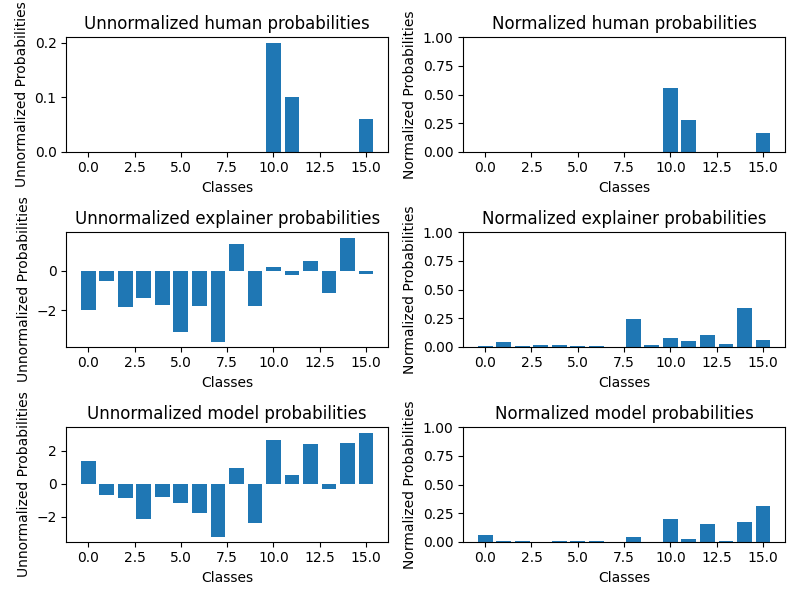 Unnormalized human probabilities
Unnormalized Probabilities
0.2
0.1
0.0
0.0 2.5 5.0 7.5 10.0 12.5 15.0
Classes
Normalized human probabilities
Normalized Probabilities
1.00
0.75
0.50
0.25
0.00
0.0 2.5 5.0 7.5 10.0 12.5 15.0
Classes
Unnormalized explainer probabilities
Unnormalized Probabilities
0
−2
0.0 2.5 5.0 7.5 10.0 12.5 15.0
Classes
Normalized explainer probabilities
Normalized Probabilities
1.00
0.75
0.50
0.25
0.00
0.0 2.5 5.0 7.5 10.0 12.5 15.0
Classes
Unnormalized model probabilities
Unnormalized Probabilities
2
0
−2
0.0 2.5 5.0 7.5 10.0 12.5 15.0
Classes
Normalized model probabilities
Normalized Probabilities
1.00
0.75
0.50
0.25
0.00
0.0 2.5 5.0 7.5 10.0 12.5 15.0
Classes